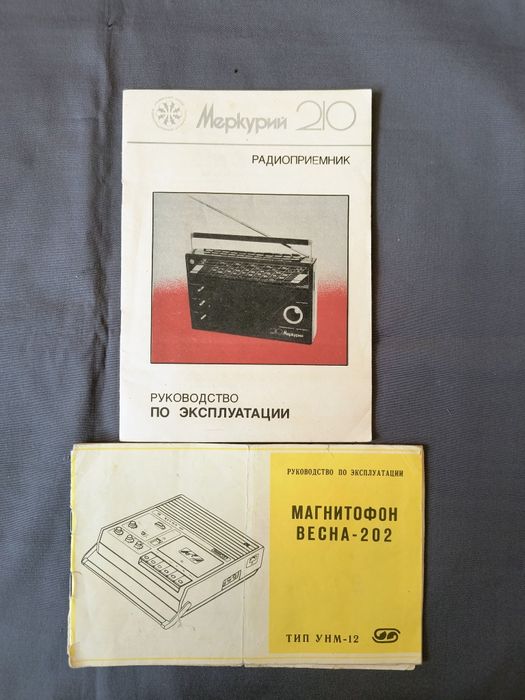 Меркурий 210
РАДИОПРИЕМНИК
Меркурий
РУКОВОДСТВО
ПО ЭКСПЛУАТАЦИИ
РУКОВОДСТВО ПО ЭКСПЛУАТАЦИИ
МАГНИТОФОН
ВЕСНА-202
ТИП УНМ-12